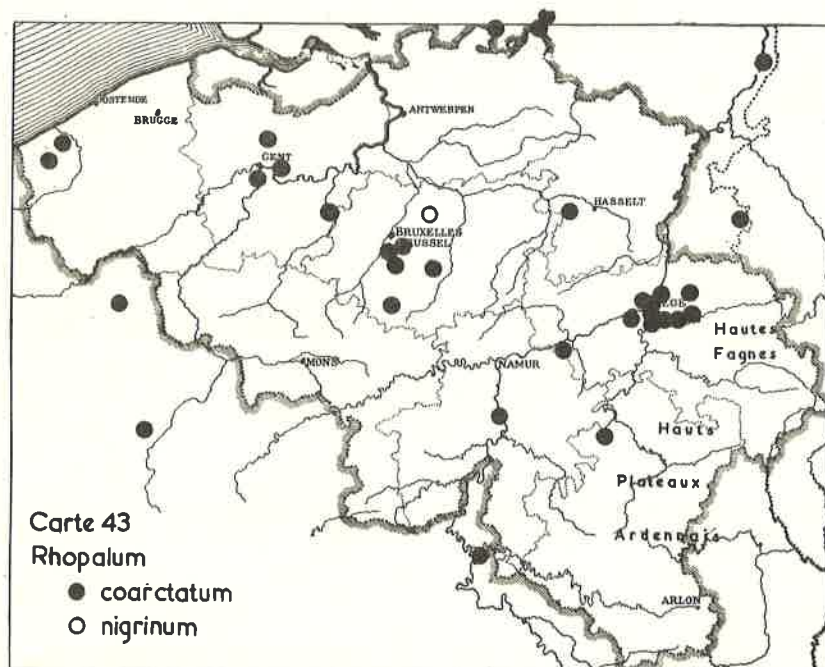 OSTENDE
BRUGGE
ANTWERPEN
GENT
HASSELT
BRUXELLES
BRUSSEL
Hautes
Fagnes
MONS
NAMUR
Hauts
Plateaux
Ardennais
ARLON
Carte 43
Rhopalum
coarctatum
nigrinum